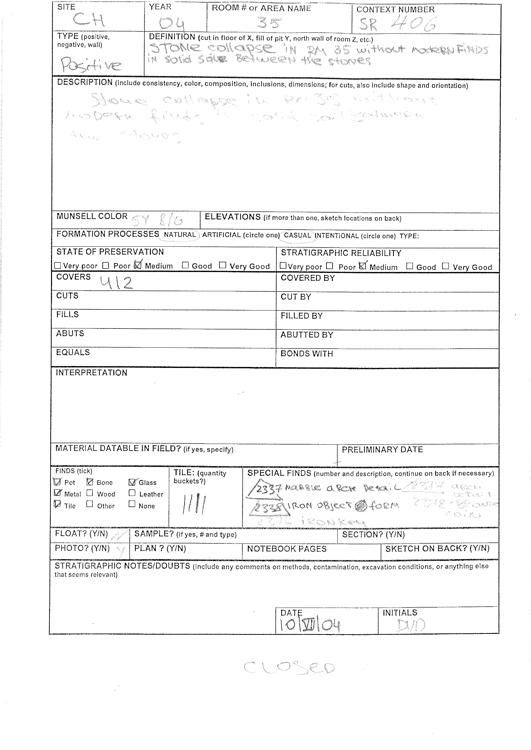 SITE YEAR ROOM # or AREA NAME CONTEXT NUMBER
CH 04 35 SR 406
TYPE (positive, negative, wall) DEFINITION (cut in floor of X, fill of pit Y, north wall of room Z, etc.)
Positive STONE collapse in RM 35 without modern finds
in solid soil between the stones
DESCRIPTION (Include consistency, color, composition, inclusions, dimensions; for cuts, also include shape and orientation)
Stone collapse in RM 35 without
modern finds solid soil between
the stones
MUNSELL COLOR 5Y 8/6 ELEVATIONS (if more than one, sketch locations on back)
FORMATION PROCESSES NATURAL ARTIFICIAL (circle one) CASUAL INTENTIONAL (circle one) TYPE:
STATE OF PRESERVATION STRATIGRAPHIC RELIABILITY
Very poor Poor Medium Good Very Good Very poor Poor Medium Good Very Good
COVERS 412 COVERED BY
CUTS CUT BY
FILLS FILLED BY
ABUTS ABUTTED BY
EQUALS BONDS WITH
INTERPRETATION
MATERIAL DATABLE IN FIELD? (if yes, specify) PRELIMINARY DATE
FINDS (tick) TILE: (quantity buckets?) SPECIAL FINDS (number and description, continue on back if necessary)
Pot Bone Glass 2337 MARBLE arch Detail
Metal Wood Leather
Tile Other None 2338 IRON OBJECT form
IRON KEY
FLOAT? (Y/N) SAMPLE? (if yes, # and type) SECTION? (Y/N)
PHOTO? (Y/N) Y PLAN ? (Y/N) NOTEBOOK PAGES SKETCH ON BACK? (Y/N)
STRATIGRAPHIC NOTES/DOUBTS (Include any comments on methods, contamination, excavation conditions, or anything else
that seems relevant)
DATE INITIALS
10 VII 04
CLOSED